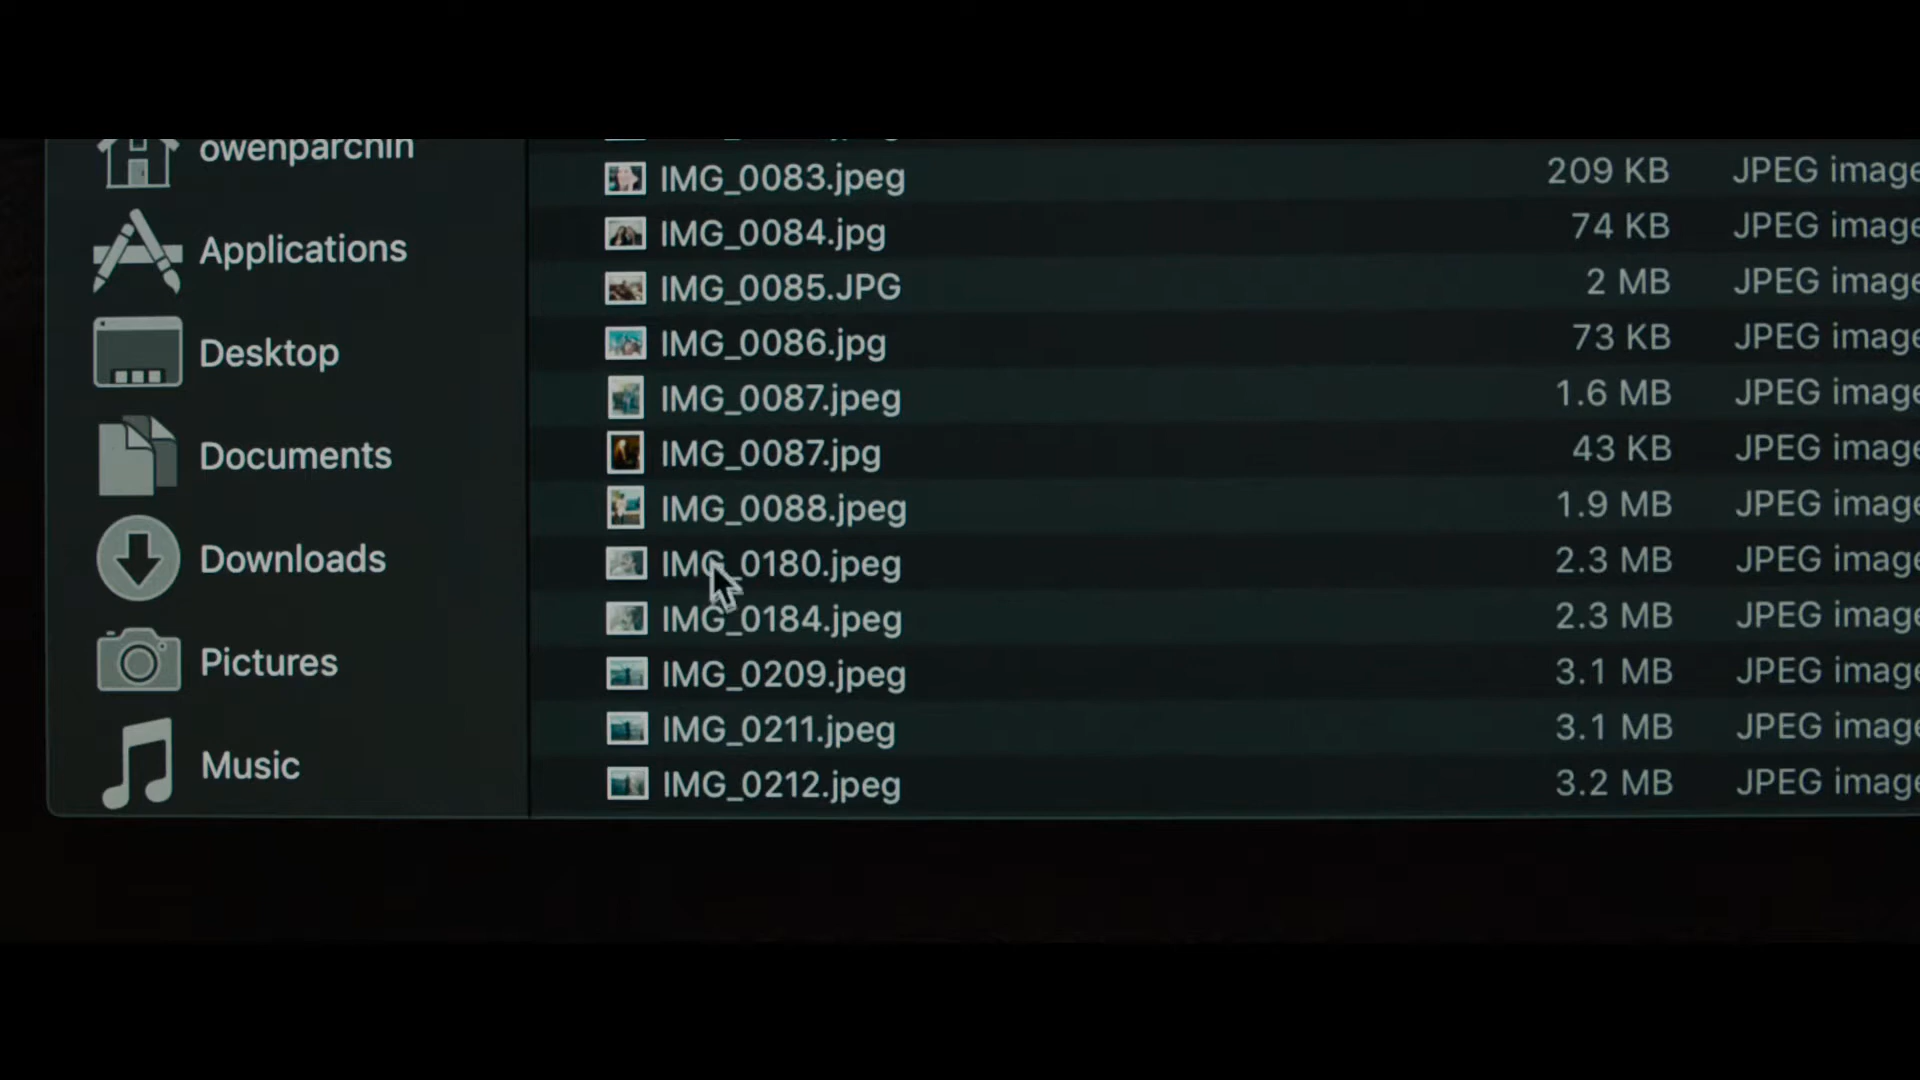 owenparchin
IMG_0083.jpeg 209 KB JPEG image
Applications
IMG_0084.jpg 74 KB JPEG image
IMG_0085.JPG 2 MB JPEG image
Desktop
IMG_0086.jpg 73 KB JPEG image
IMG_0087.jpeg 1.6 MB JPEG image
Documents
IMG_0087.jpg 43 KB JPEG image
IMG_0088.jpeg 1.9 MB JPEG image
Downloads
IMG_0180.jpeg 2.3 MB JPEG image
IMG_0184.jpeg 2.3 MB JPEG image
Pictures
IMG_0209.jpeg 3.1 MB JPEG image
IMG_0211.jpeg 3.1 MB JPEG image
Music
IMG_0212.jpeg 3.2 MB JPEG image